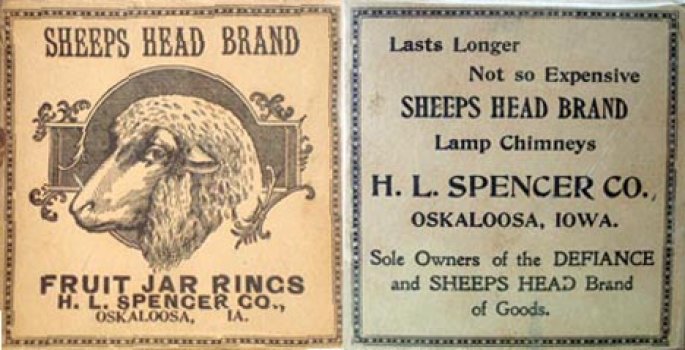 SHEEPS HEAD BRAND
FRUIT JAR RINGS
H. L. SPENCER CO.,
OSKALOOSA, IA.
Lasts Longer
Not so Expensive
SHEEPS HEAD BRAND
Lamp Chimneys
H. L. SPENCER CO.,
OSKALOOSA, IOWA.
Sole Owners of the DEFIANCE
and SHEEPS HEAD Brand
of Goods.